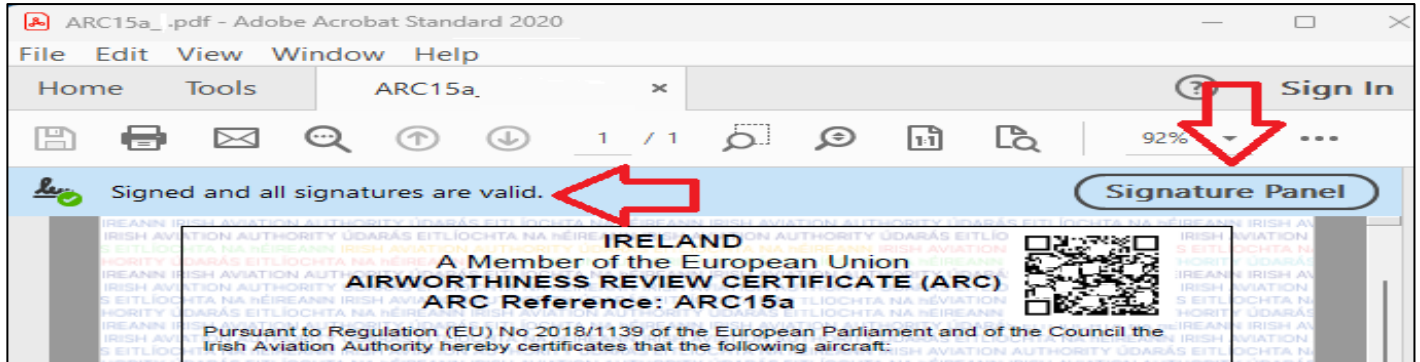 ARC15a_ .pdf - Adobe Acrobat Standard 2020
File Edit View Window Help
Home Tools ARC15a_ × ? Sign In
1 / 1 1:1 92%
Signed and all signatures are valid. Signature Panel
IRELAND
A Member of the European Union
AIRWORTHINESS REVIEW CERTIFICATE (ARC)
ARC Reference: ARC15a
Pursuant to Regulation (EU) No 2018/1139 of the European Parliament and of the Council the
Irish Aviation Authority hereby certificates that the following aircraft: